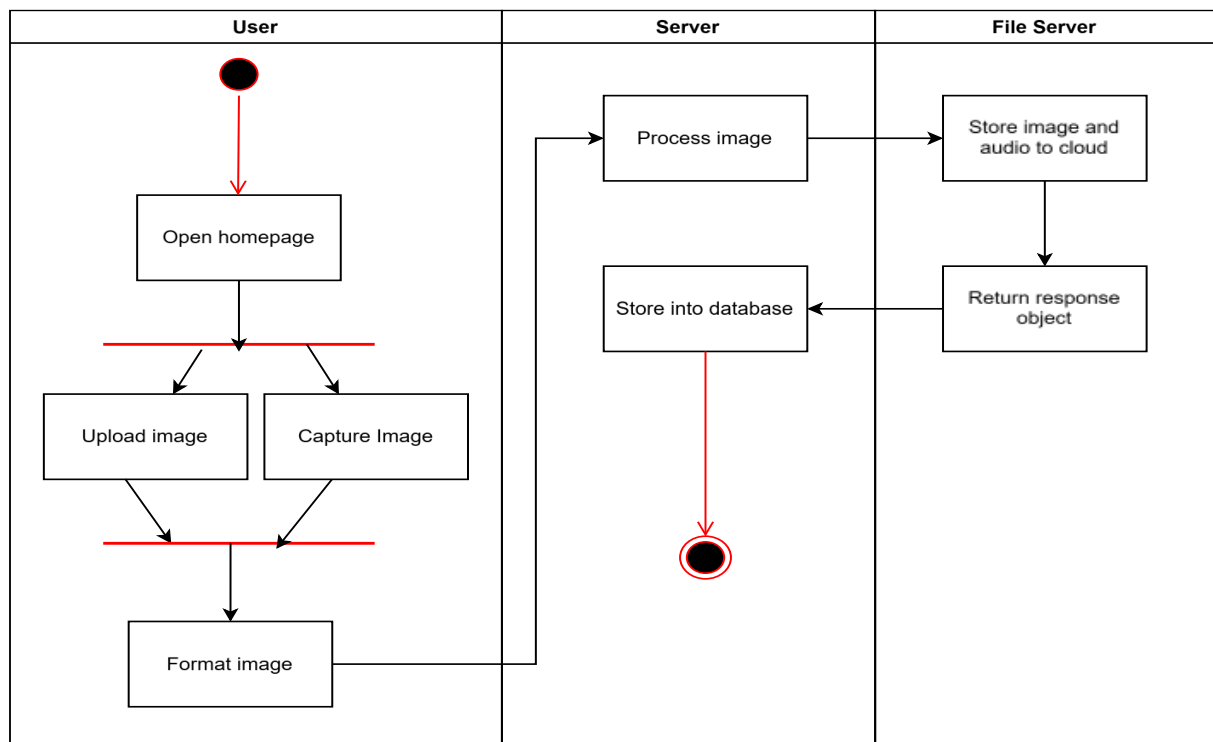 User
Server
File Server
Open homepage
Upload image
Capture Image
Format image
Process image
Store into database
Store image and
audio to cloud
Return response
object